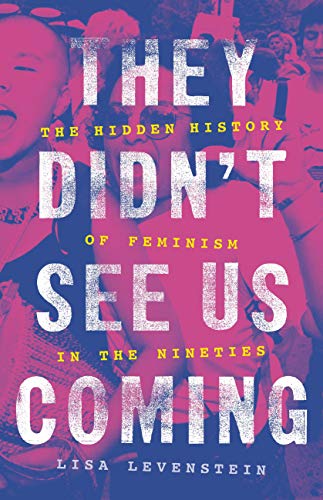 THEY
THE HIDDEN HISTORY
DIDN'T
OF FEMINISM
SEE US
IN THE NINETIES
COMING
LISA LEVENSTEIN